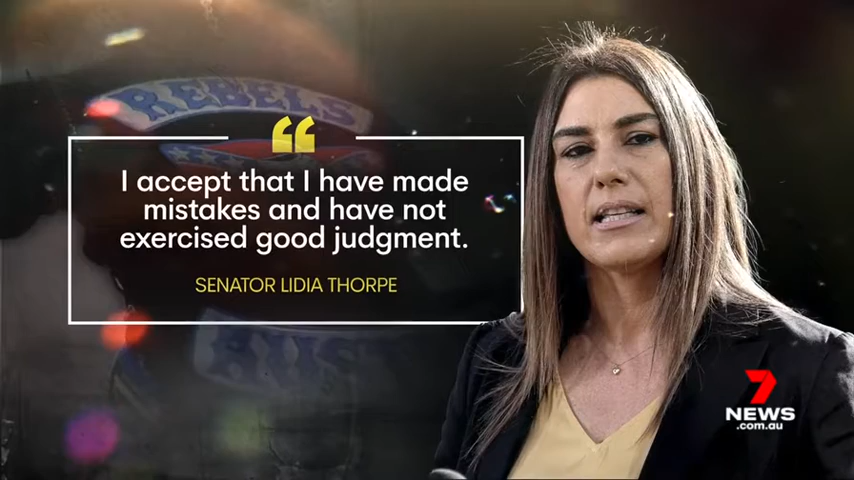 REBELS
“
I accept that I have made
mistakes and have not
exercised good judgment.
SENATOR LIDIA THORPE
7
NEWS
.com.au